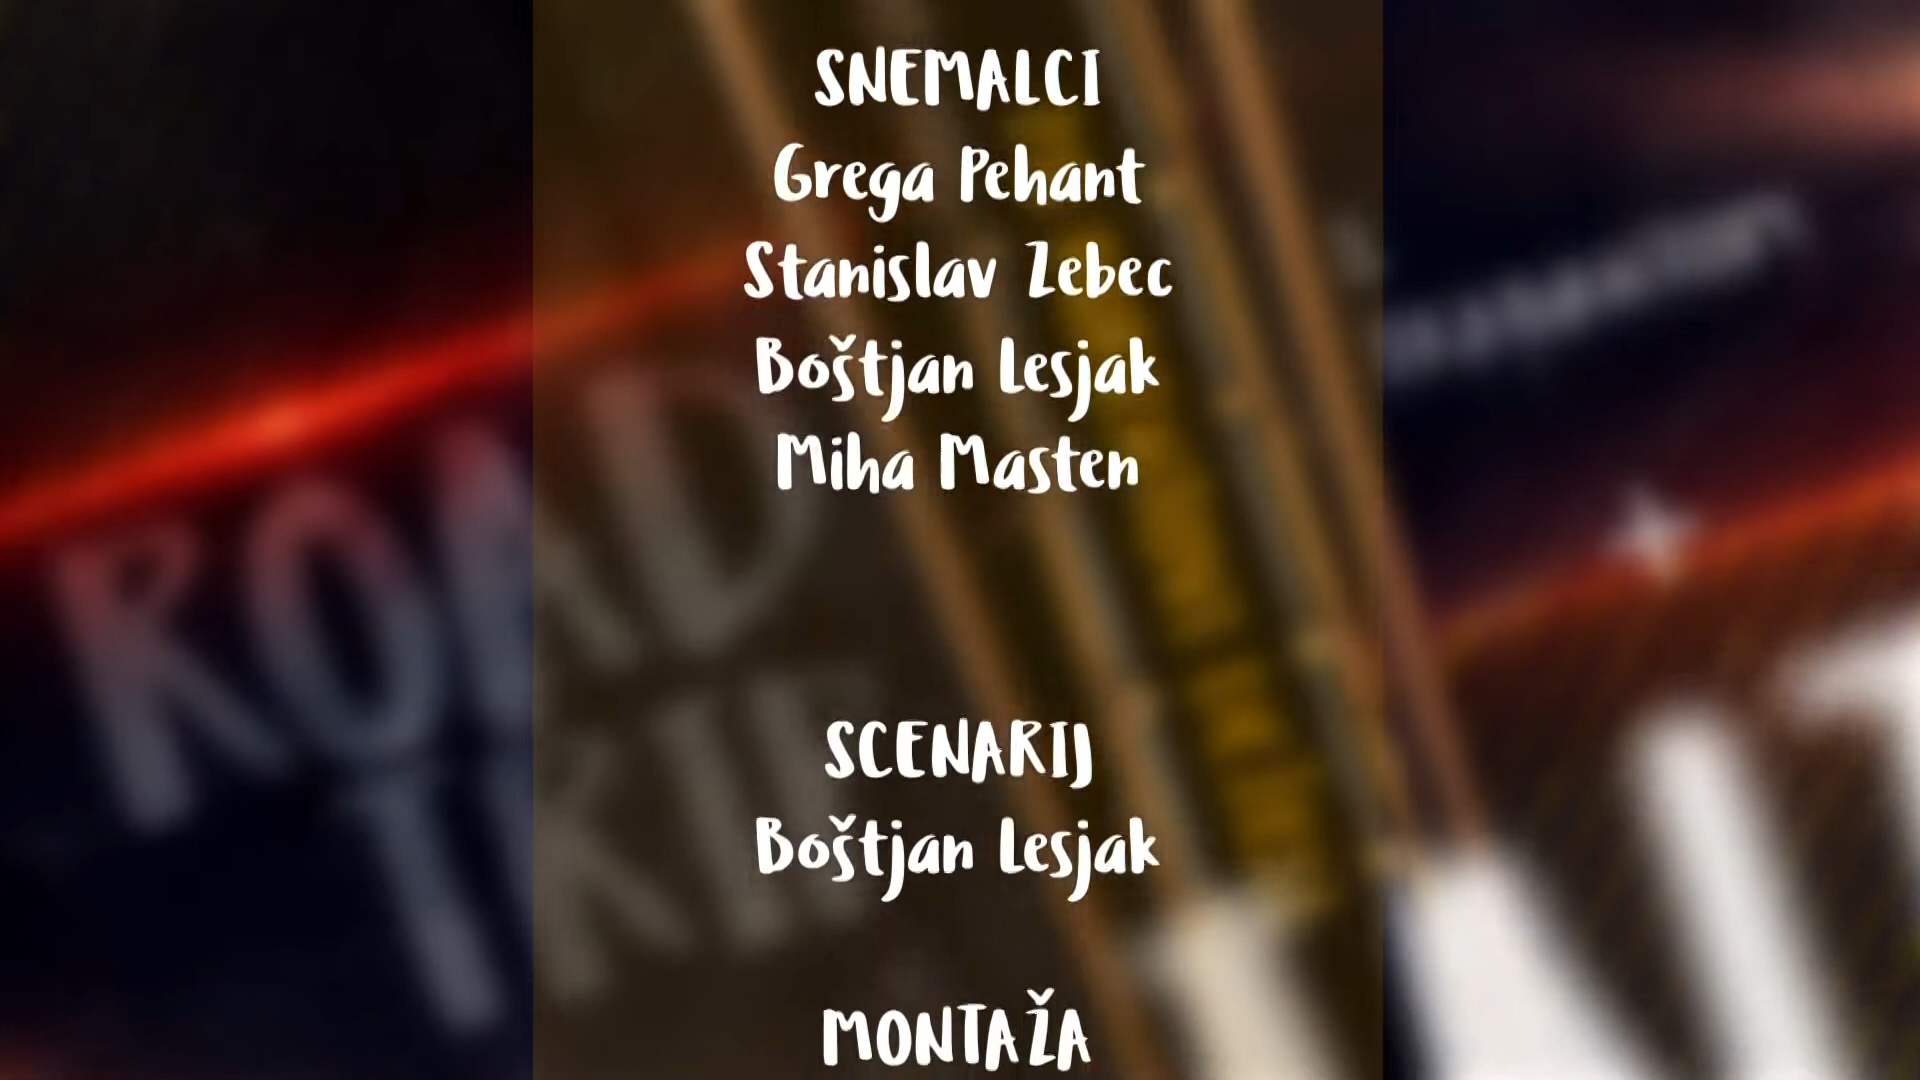 SNEMALCI
Grega Pehant
Stanislav Zebec
Boštjan Lesjak
Miha Masten
SCENARIJ
Boštjan Lesjak
MONTAŽA